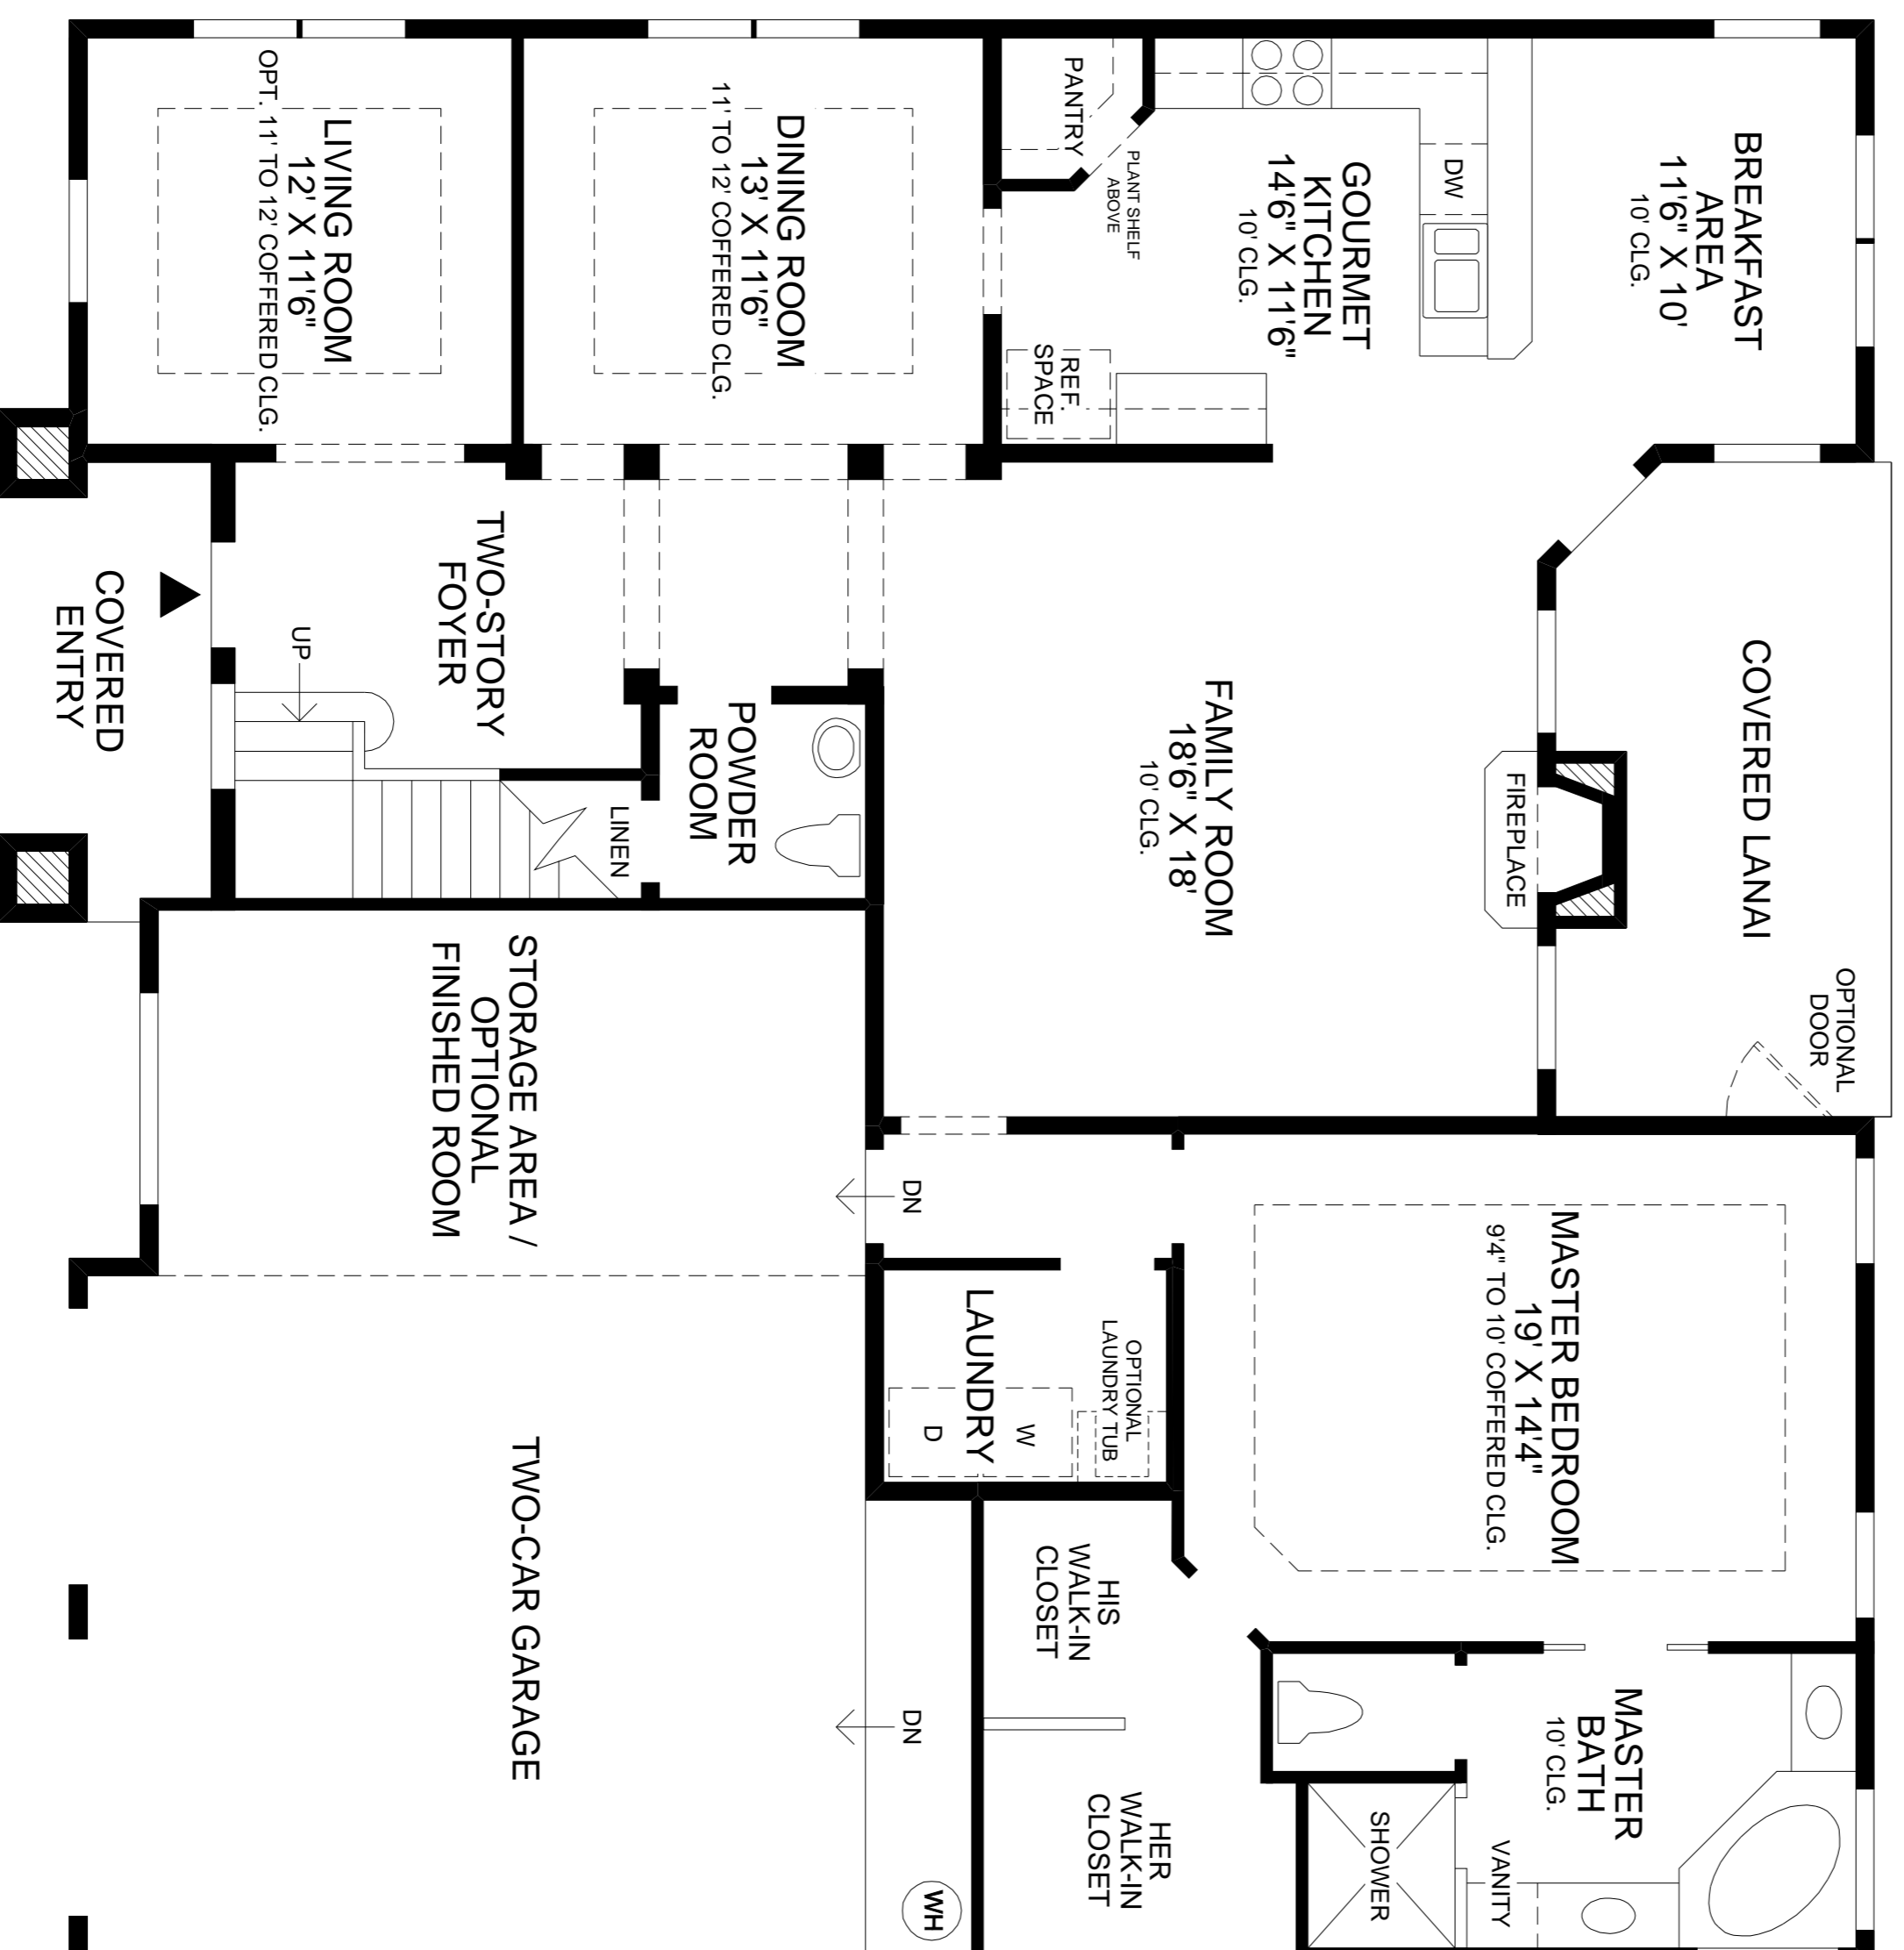 BREAKFAST
AREA
11'6" X 10'
10' CLG.
COVERED LANAI
OPTIONAL
DOOR
MASTER BEDROOM
19' X 14'4"
9'4" TO 10' COFFERED CLG.
MASTER
BATH
10' CLG.
VANITY
SHOWER
DW
GOURMET
KITCHEN
14'6" X 11'6"
10' CLG.
PLANT SHELF
ABOVE
PANTRY
REF.
SPACE
FIREPLACE
FAMILY ROOM
18'6" X 18'
10' CLG.
OPTIONAL
LAUNDRY TUB
W
D
LAUNDRY
HIS
WALK-IN
CLOSET
HER
WALK-IN
CLOSET
DN
DN
WH
DINING ROOM
13' X 11'6"
11' TO 12' COFFERED CLG.
POWDER
ROOM
LINEN
TWO-STORY
FOYER
UP
STORAGE AREA /
OPTIONAL
FINISHED ROOM
TWO-CAR GARAGE
LIVING ROOM
12' X 11'6"
OPT. 11' TO 12' COFFERED CLG.
COVERED
ENTRY